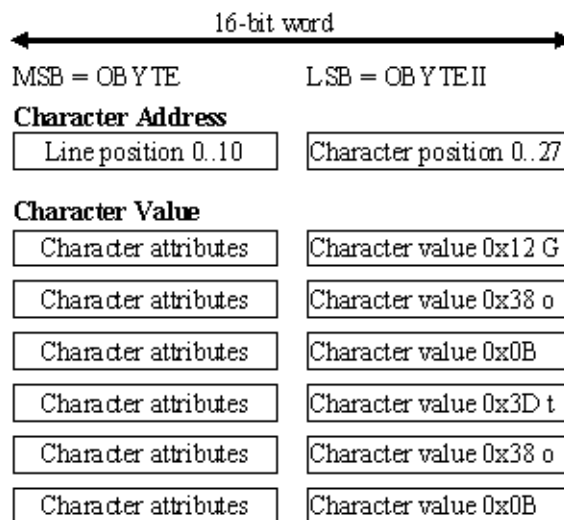 16-bit word
MSB = OBYTE LSB = OBYTEII
Character Address
Line position 0..10 Character position 0..27
Character Value
Character attributes Character value 0x12 G
Character attributes Character value 0x38 o
Character attributes Character value 0x0B
Character attributes Character value 0x3D t
Character attributes Character value 0x38 o
Character attributes Character value 0x0B